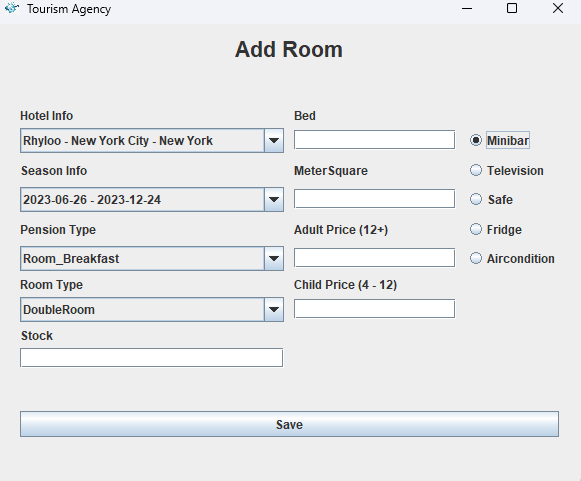 Tourism Agency
Add Room
Hotel Info
Rhyloo - New York City - New York
Season Info
2023-06-26 - 2023-12-24
Pension Type
Room_Breakfast
Room Type
DoubleRoom
Stock
Bed
MeterSquare
Adult Price (12+)
Child Price (4 - 12)
Minibar
Television
Safe
Fridge
Aircondition
Save